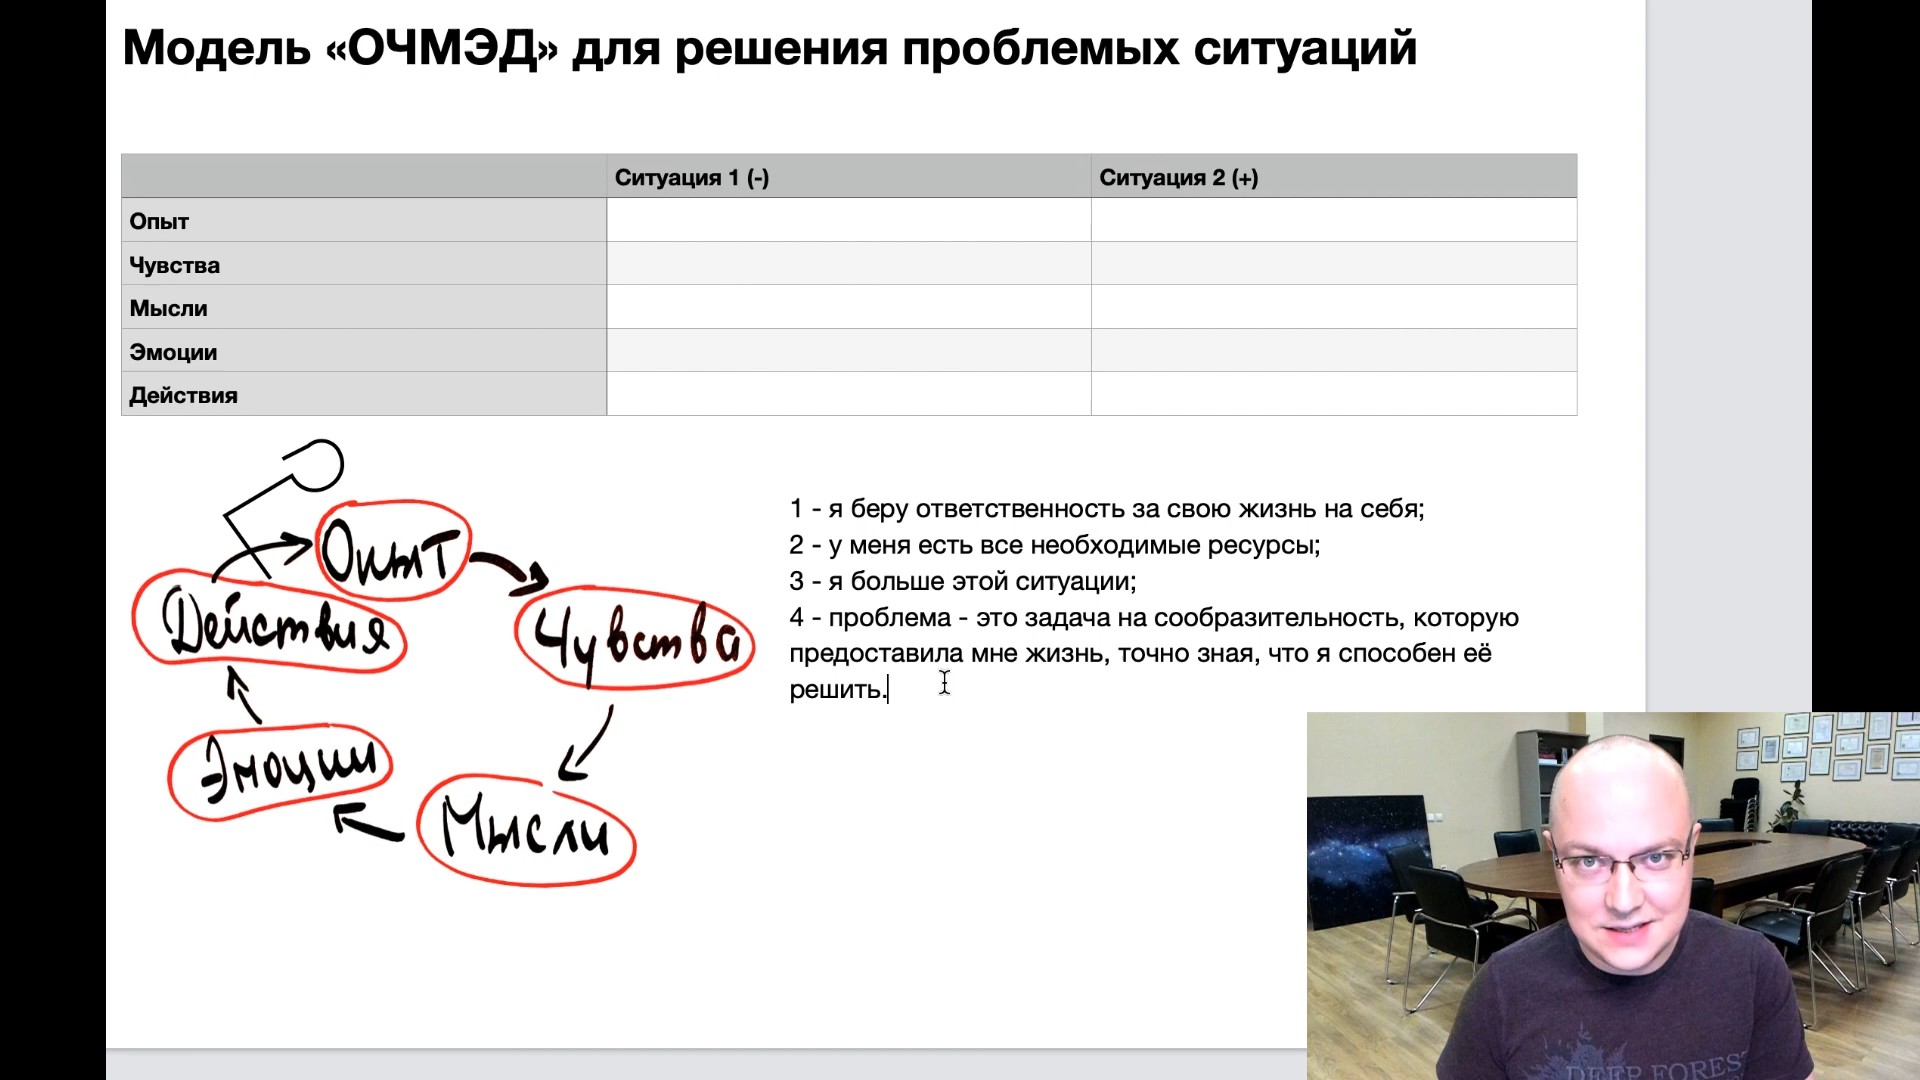 Модель «ОЧМЭД» для решения проблемых ситуаций
Ситуация 1 (-)
Ситуация 2 (+)
Опыт
Чувства
Мысли
Эмоции
Действия
Опыт
Действия
Чувства
Эмоции
Мысли
1 - я беру ответственность за свою жизнь на себя;
2 - у меня есть все необходимые ресурсы;
3 - я больше этой ситуации;
4 - проблема - это задача на сообразительность, которую
предоставила мне жизнь, точно зная, что я способен её
решить.
DEEP FOREST